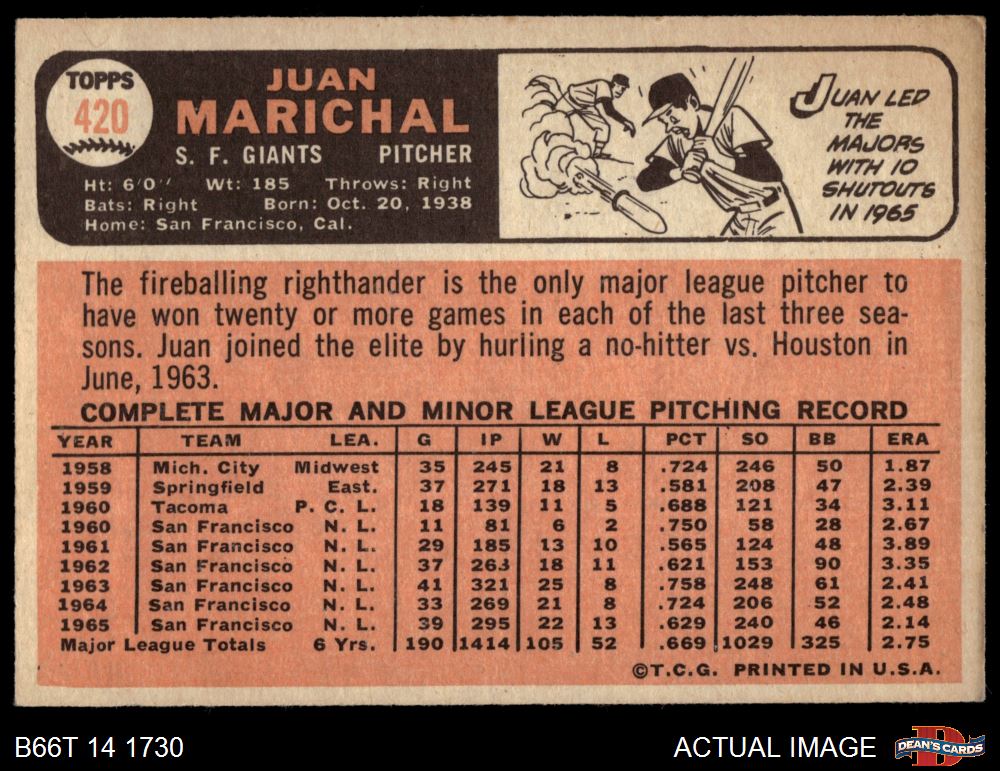 TOPPS
420
JUAN
MARICHAL
S. F. GIANTS PITCHER
Ht: 6'0'' Wt: 185 Throws: Right
Bats: Right Born: Oct. 20, 1938
Home: San Francisco, Cal.
JUAN LED
THE
MAJORS
WITH 10
SHUTOUTS
IN 1965
The fireballing righthander is the only major league pitcher to
have won twenty or more games in each of the last three sea-
sons. Juan joined the elite by hurling a no-hitter vs. Houston in
June, 1963.
COMPLETE MAJOR AND MINOR LEAGUE PITCHING RECORD
YEAR TEAM LEA. G IP W L PCT SO BB ERA
1958 Mich. City Midwest 35 245 21 8 .724 246 50 1.87
1959 Springfield East. 37 271 18 13 .581 208 47 2.39
1960 Tacoma P. C. L. 18 139 11 5 .688 121 34 3.11
1960 San Francisco N. L. 11 81 6 2 .750 58 28 2.67
1961 San Francisco N. L. 29 185 13 10 .565 124 48 3.89
1962 San Francisco N. L. 37 263 18 11 .621 153 90 3.35
1963 San Francisco N. L. 41 321 25 8 .758 248 61 2.41
1964 San Francisco N. L. 33 269 21 8 .724 206 52 2.48
1965 San Francisco N. L. 39 295 22 13 .629 240 46 2.14
Major League Totals 6 Yrs. 190 1414 105 52 .669 1029 325 2.75
©T.C.G. PRINTED IN U.S.A.
B66T 14 1730 ACTUAL IMAGE
D
DEAN'S CARDS